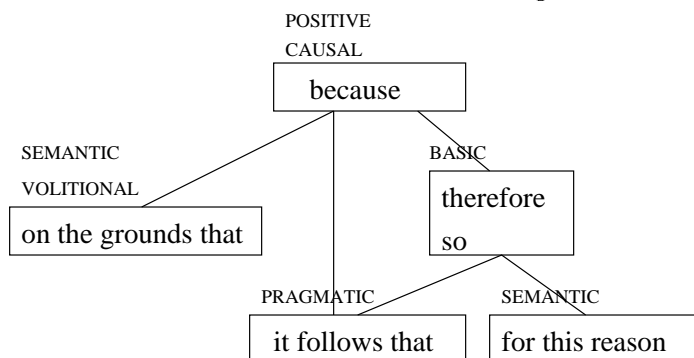 POSITIVE
CAUSAL
because
SEMANTIC
VOLITIONAL
on the grounds that
BASIC
therefore
so
PRAGMATIC
it follows that
SEMANTIC
for this reason